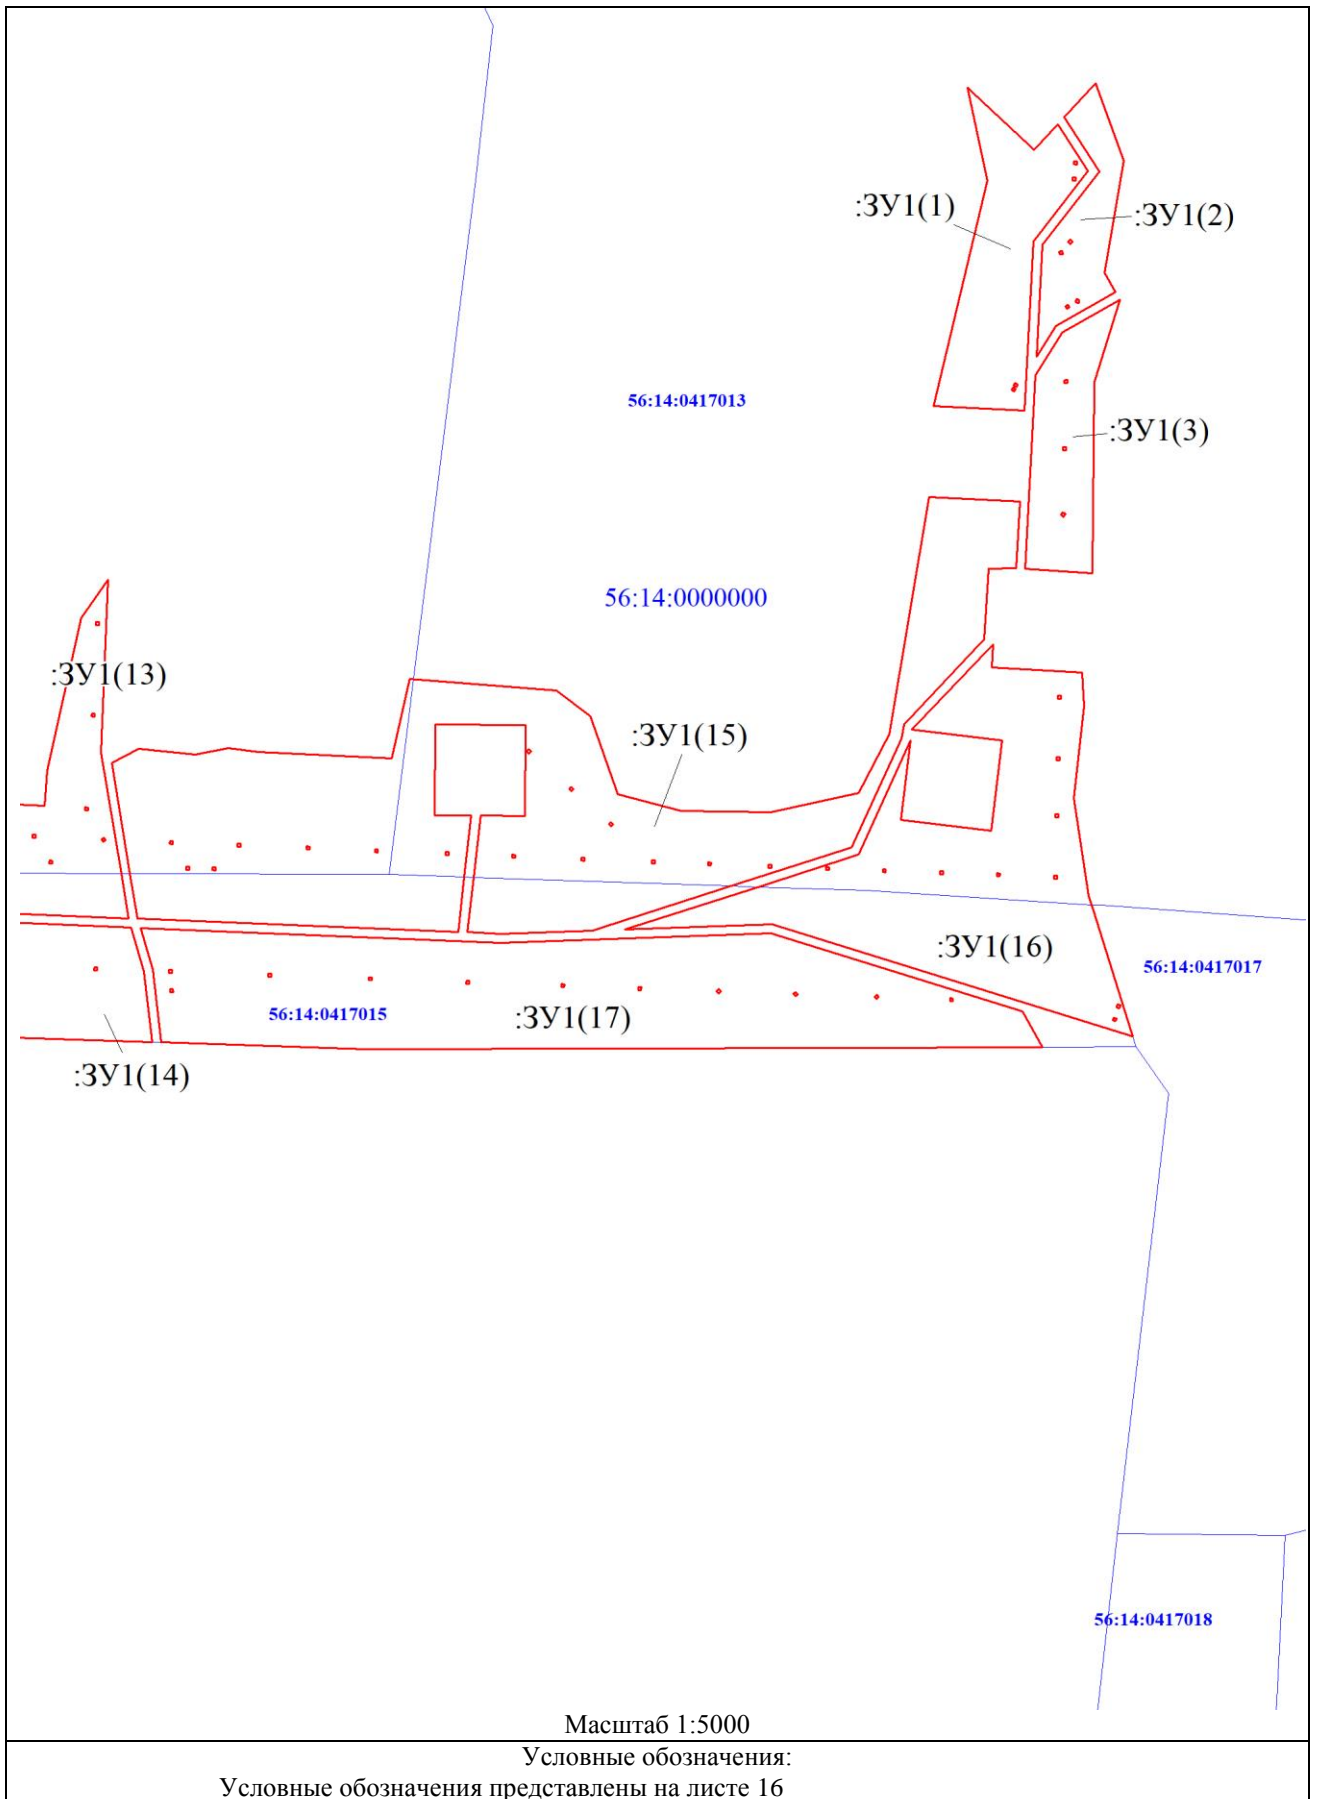 :ЗУ1(1)
:ЗУ1(2)
56:14:0417013
:ЗУ1(3)
56:14:0000000
:ЗУ1(13)
:ЗУ1(15)
:ЗУ1(16)
56:14:0417017
56:14:0417015
:ЗУ1(17)
:ЗУ1(14)
56:14:0417018
Масштаб 1:5000
Условные обозначения:
Условные обозначения представлены на листе 16